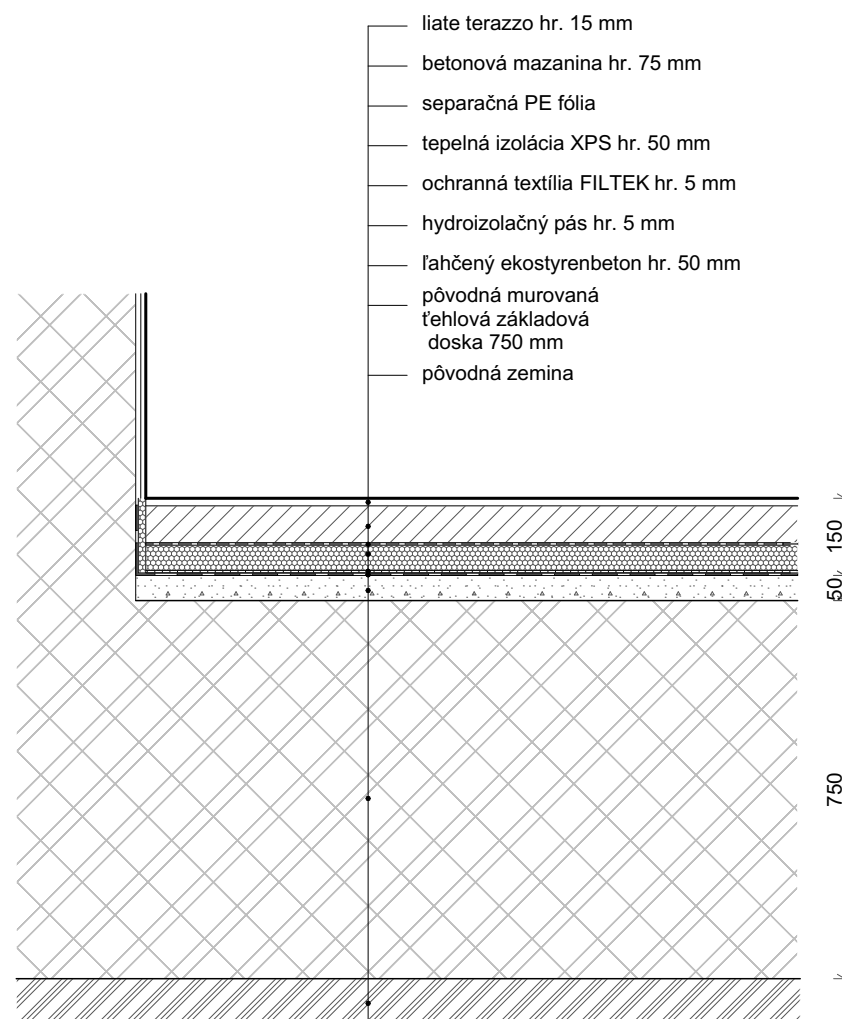 liate terazzo hr. 15 mm
betonová mazanina hr. 75 mm
separačná PE fólia
tepelná izolácia XPS hr. 50 mm
ochranná textília FILTEK hr. 5 mm
hydroizolačný pás hr. 5 mm
ľahčený ekostyrenbeton hr. 50 mm
pôvodná murovaná
ťehlová základová
doska 750 mm
pôvodná zemina
150
50
750